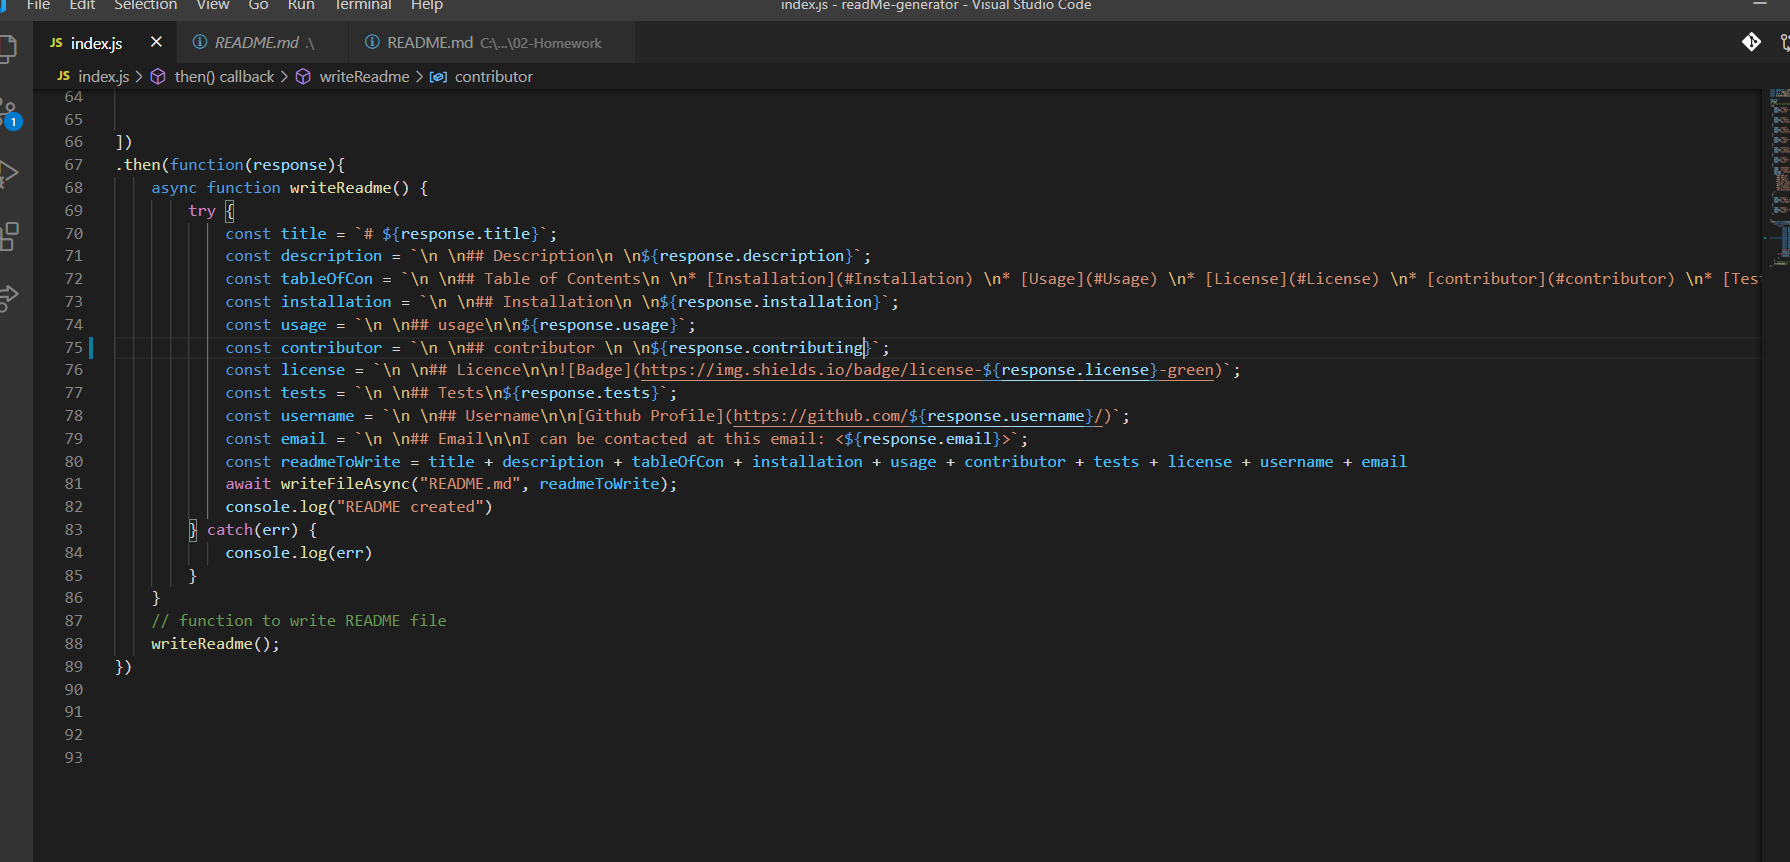 File Edit Selection View Go Run Terminal Help index.js - readMe-generator - Visual Studio Code
JS index.js × README.md .\ README.md C:\...\02-Homework
JS index.js > then() callback > writeReadme > contributor
1
64
65
66 ])
67 .then(function(response){
68 async function writeReadme() {
69 try {
70 const title = `# ${response.title}`;
71 const description = `\n \n## Description\n \n${response.description}`;
72 const tableOfCon = `\n \n## Table of Contents\n \n* [Installation](#Installation) \n* [Usage](#Usage) \n* [License](#License) \n* [contributor](#contributor) \n* [Tes
73 const installation = `\n \n## Installation\n \n${response.installation}`;
74 const usage = `\n \n## usage\n\n${response.usage}`;
75 const contributor = `\n \n## contributor \n \n${response.contributing}`;
76 const license = `\n \n## Licence\n\n![Badge](https://img.shields.io/badge/license-${response.license}-green)`;
77 const tests = `\n \n## Tests\n${response.tests}`;
78 const username = `\n \n## Username\n\n[Github Profile](https://github.com/${response.username}/)`;
79 const email = `\n \n## Email\n\nI can be contacted at this email: <${response.email}>`;
80 const readmeToWrite = title + description + tableOfCon + installation + usage + contributor + tests + license + username + email
81 await writeFileAsync("README.md", readmeToWrite);
82 console.log("README created")
83 } catch(err) {
84 console.log(err)
85 }
86 }
87 // function to write README file
88 writeReadme();
89 })
90
91
92
93